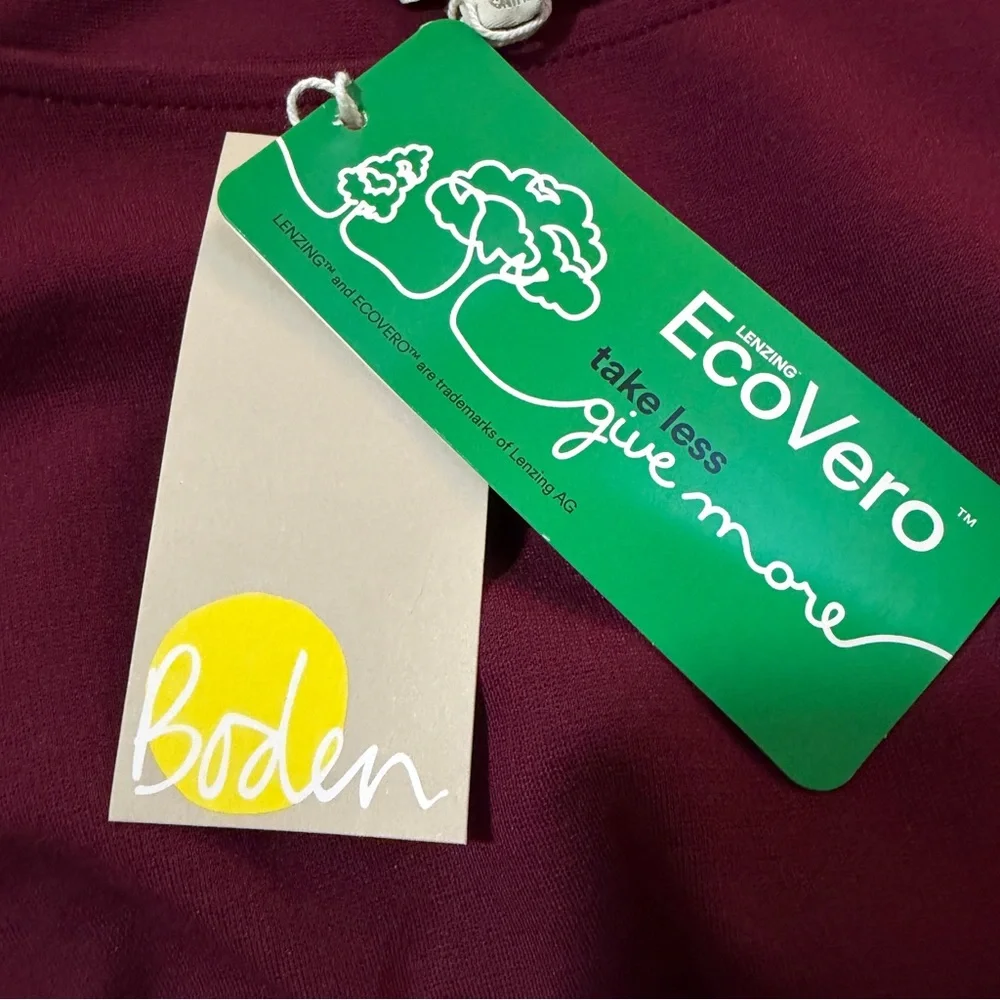 LENZING™ and ECOVERO™ are trademarks of Lenzing AG
LENZING™
EcoVero™
take less
give more
Boden